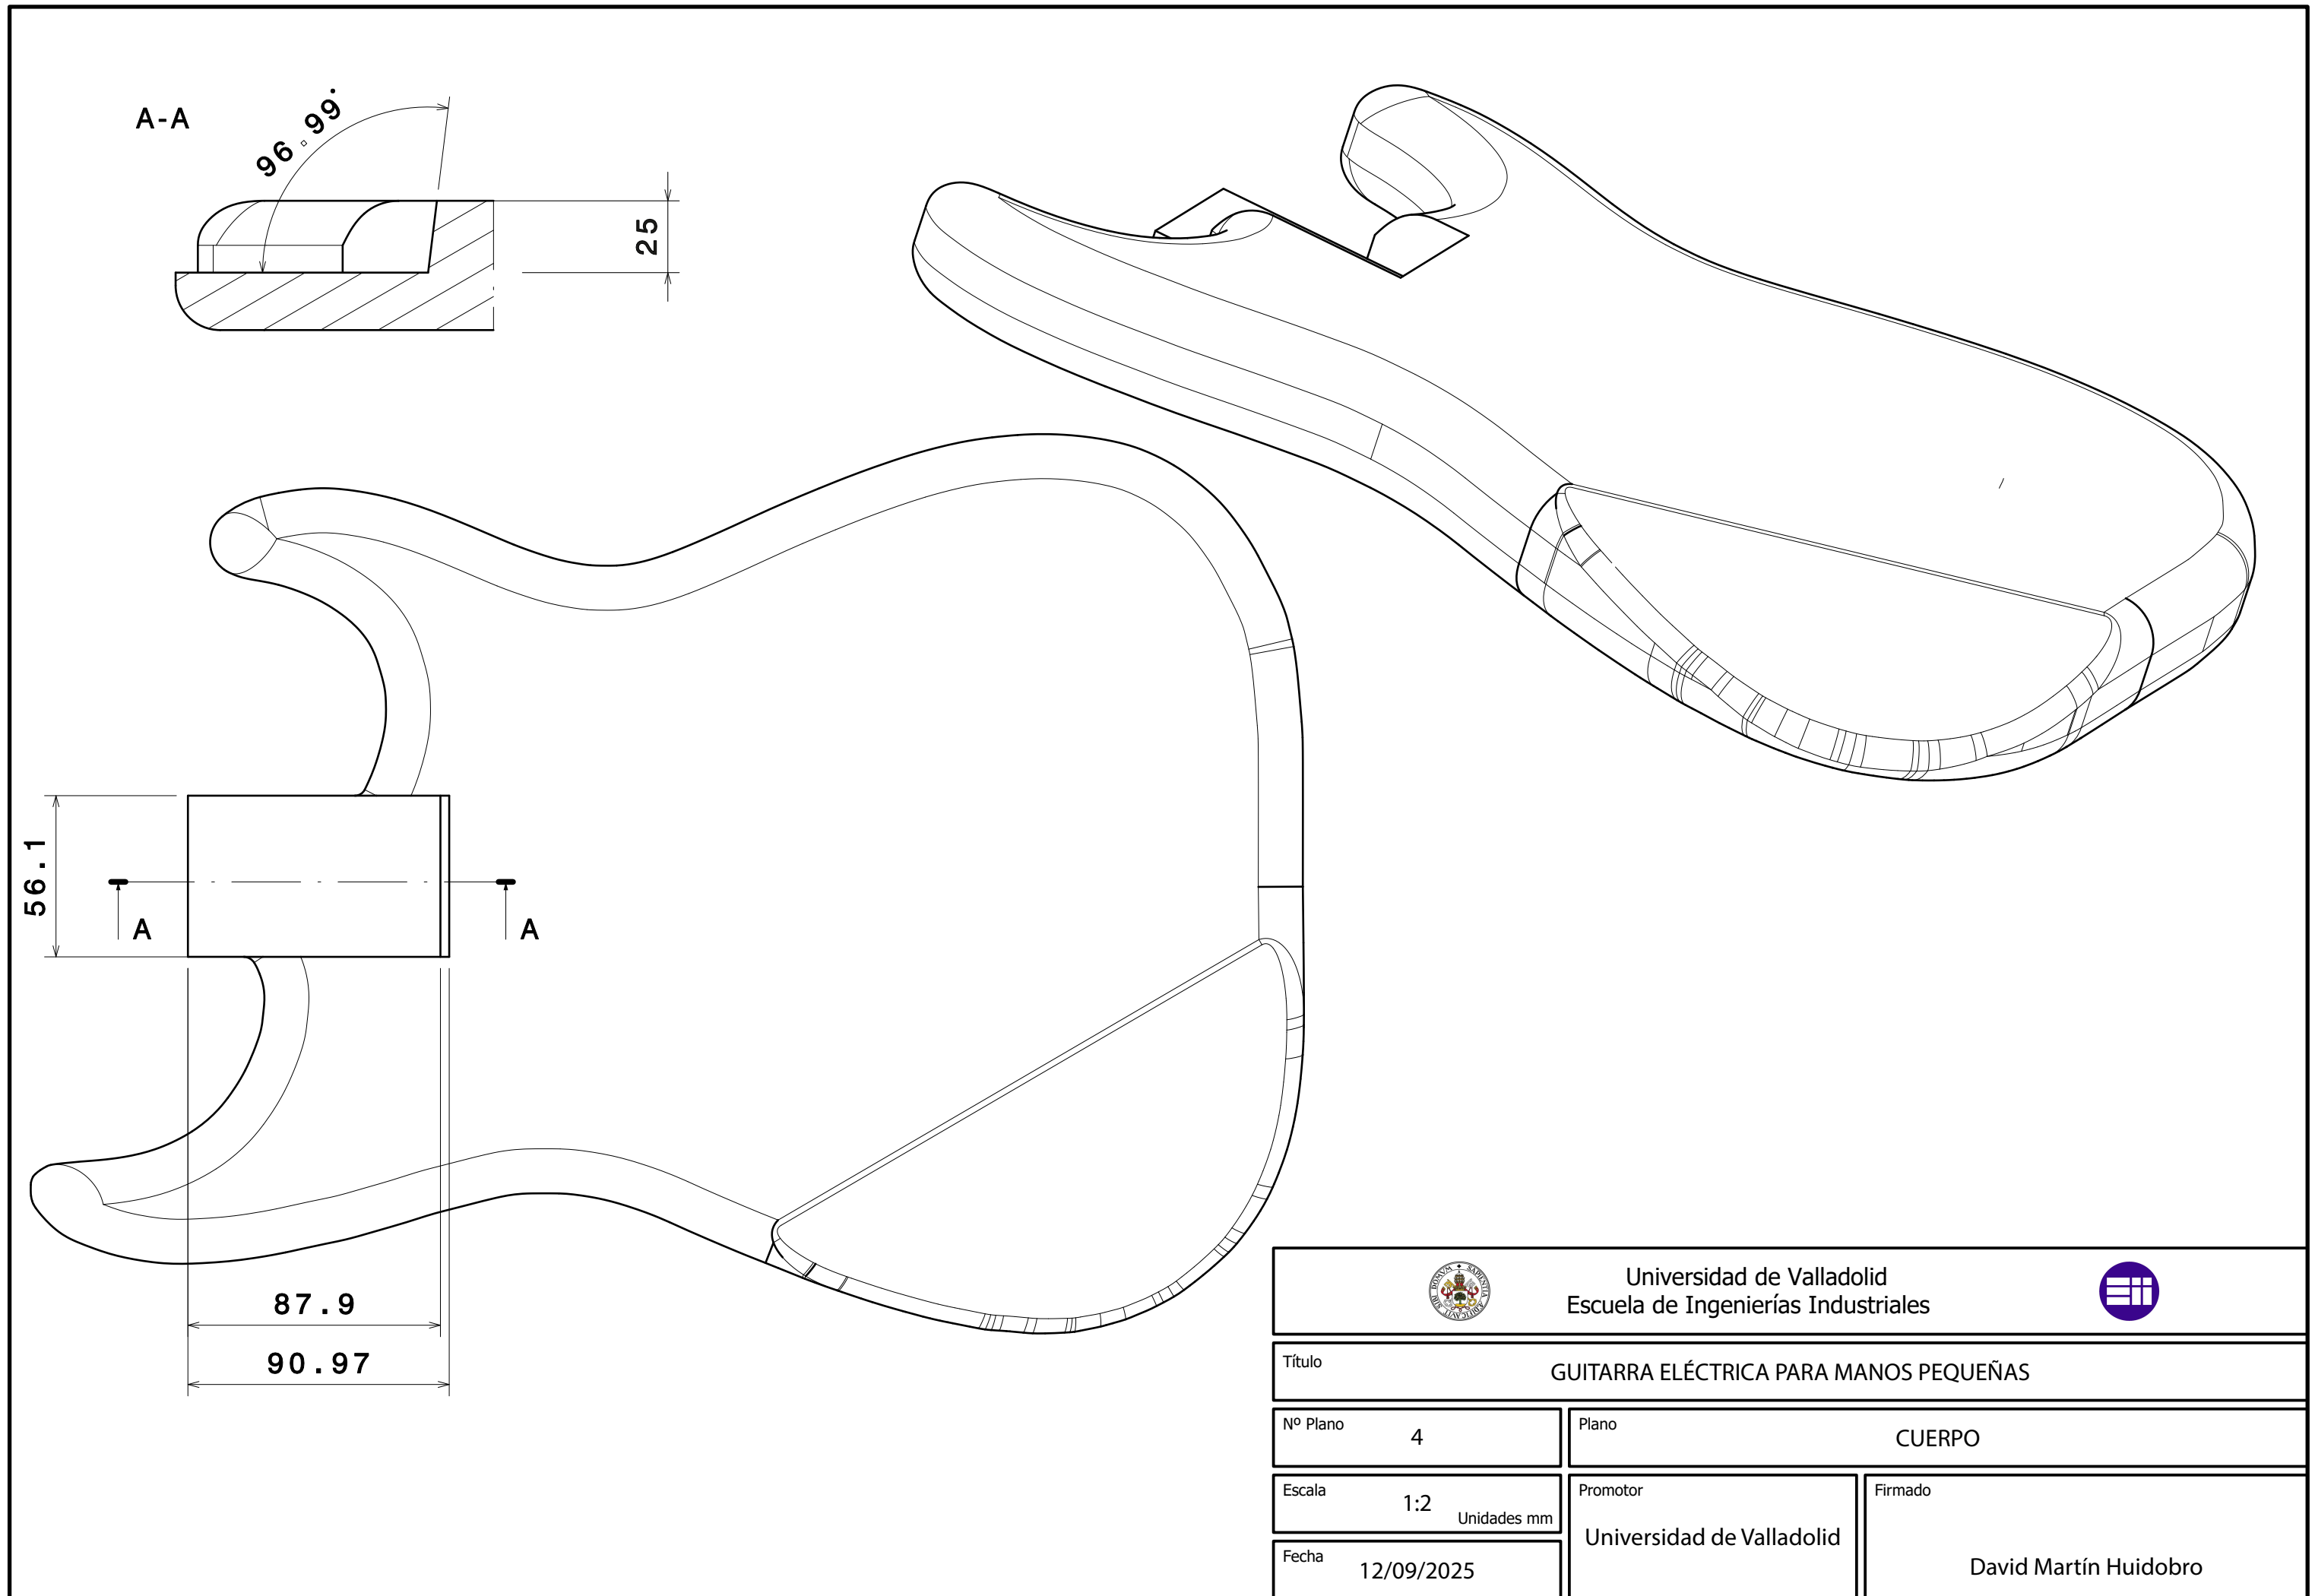 A-A
96.99°
25
56.1
A
A
87.9
90.97
Universidad de Valladolid
Escuela de Ingenierías Industriales
Título
GUITARRA ELÉCTRICA PARA MANOS PEQUEÑAS
Nº Plano
4
Plano
CUERPO
Escala
1:2
Unidades mm
Promotor
Universidad de Valladolid
Firmado
David Martín Huidobro
Fecha
12/09/2025